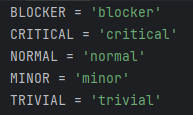 BLOCKER = 'blocker'
CRITICAL = 'critical'
NORMAL = 'normal'
MINOR = 'minor'
TRIVIAL = 'trivial'